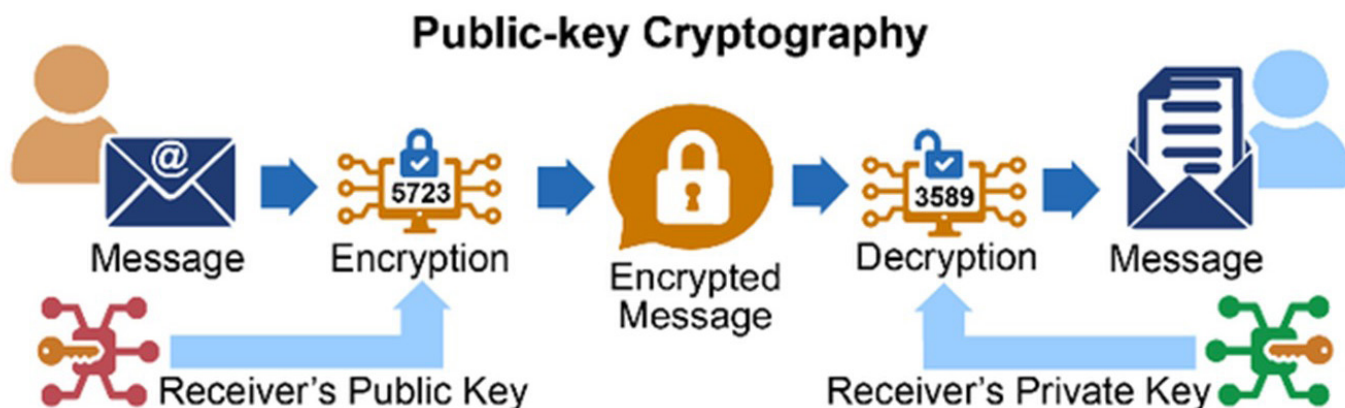 Public-key Cryptography
@
5723
3589
Message
Encryption
Encrypted
Message
Decryption
Message
Receiver's Public Key
Receiver's Private Key